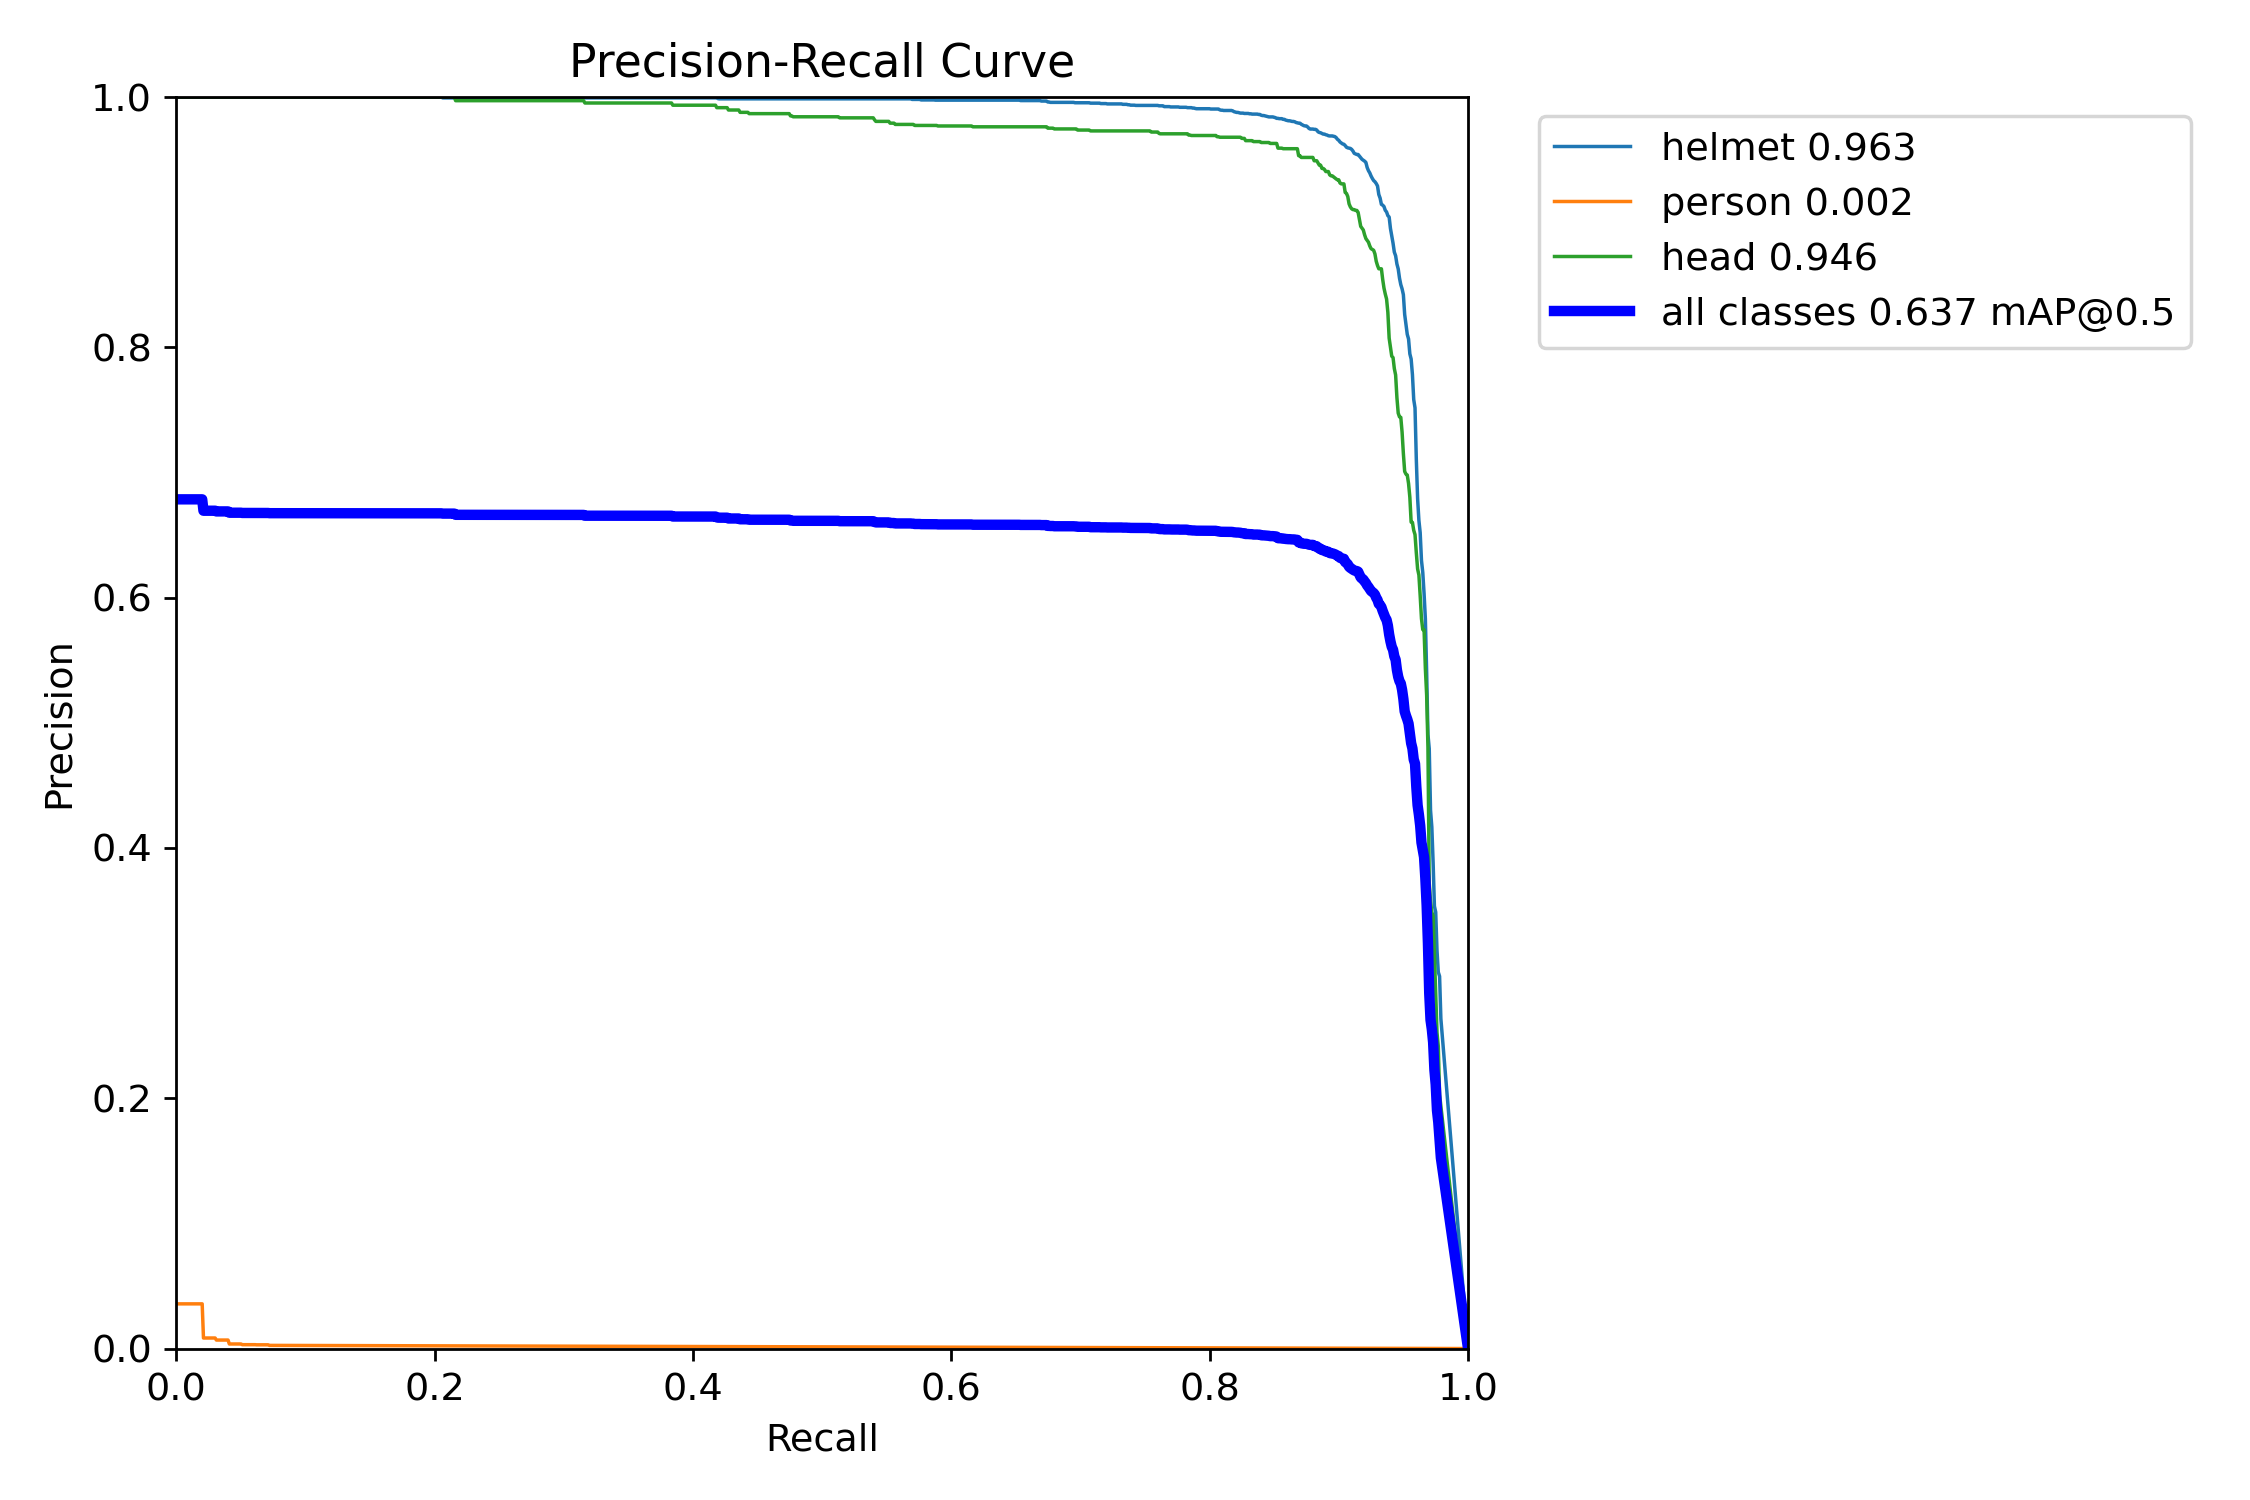 Precision-Recall Curve
helmet 0.963
person 0.002
head 0.946
all classes 0.637 mAP@0.5
Precision
1.0
0.8
0.6
0.4
0.2
0.0
0.0 0.2 0.4 0.6 0.8 1.0
Recall